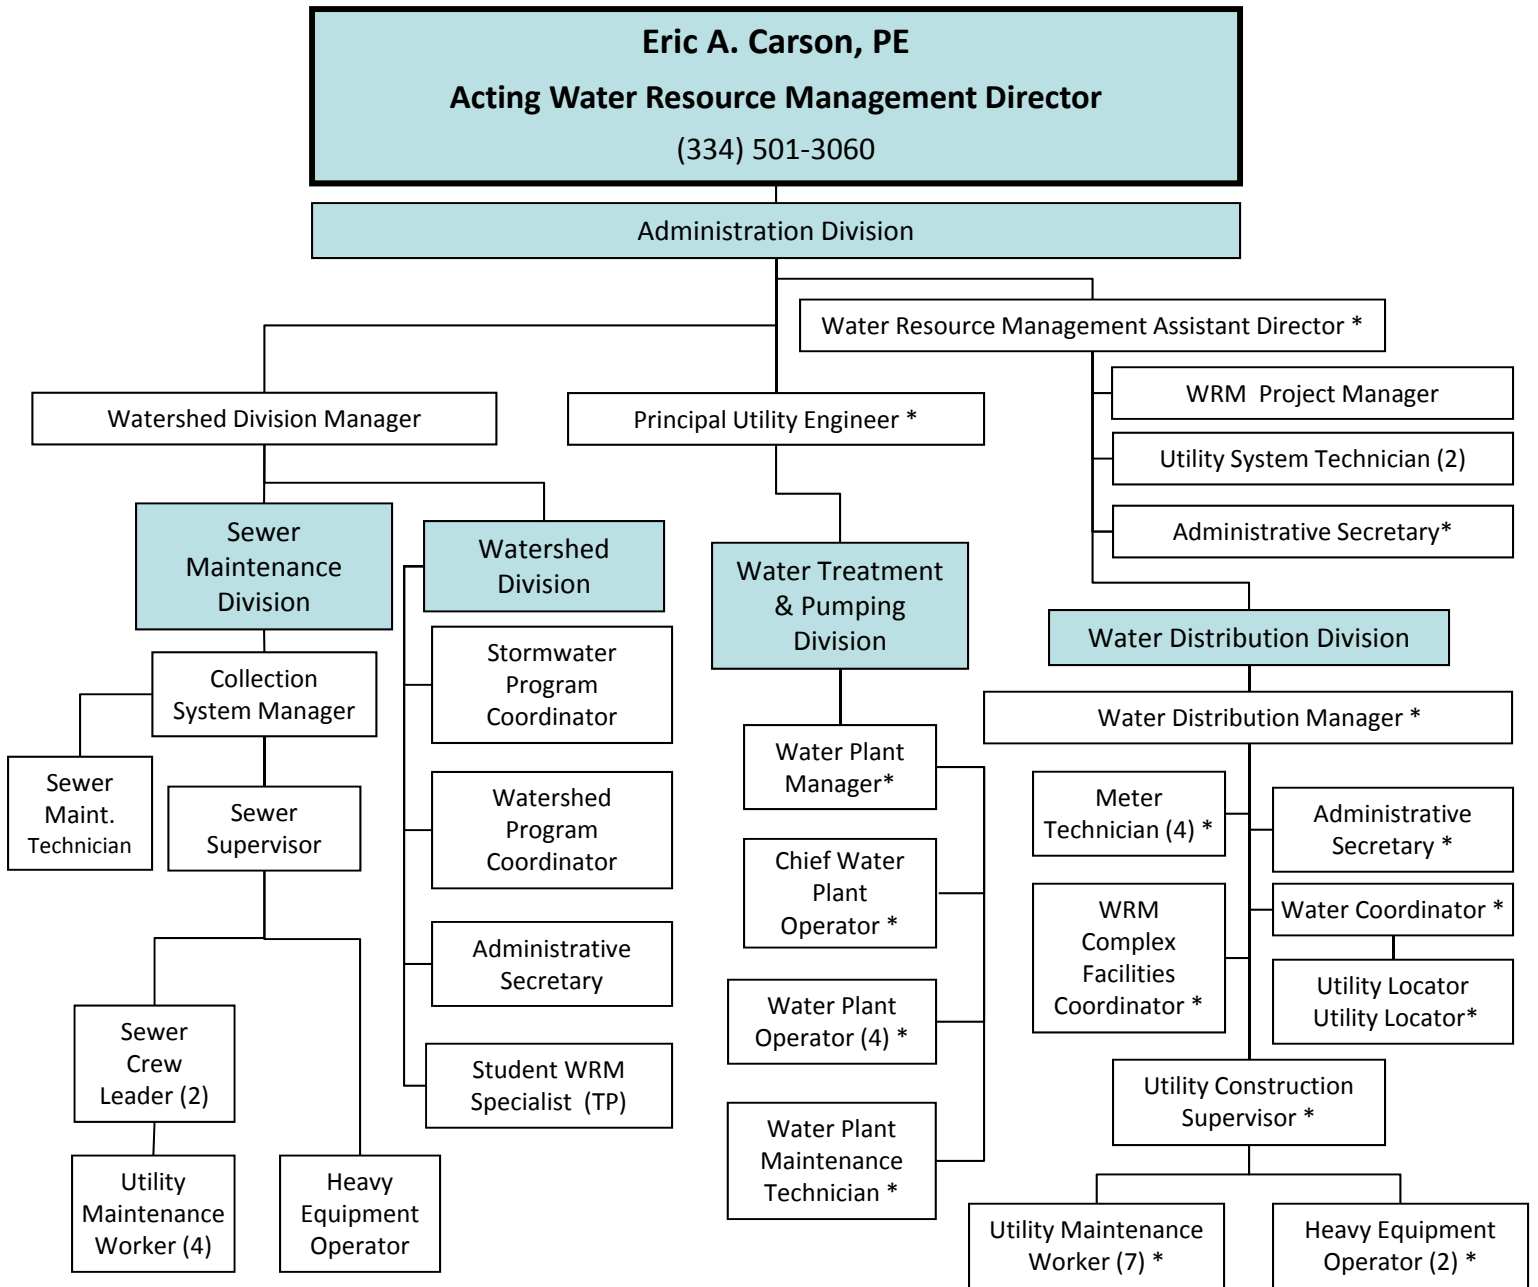 Eric A. Carson, PE
Acting Water Resource Management Director
(334) 501-3060
Administration Division
Water Resource Management Assistant Director *
WRM  Project Manager
Utility System Technician (2)
Administrative Secretary*
Watershed Division Manager
Principal Utility Engineer *
Sewer
Maintenance
Division
Collection
System Manager
Sewer
Maint.
Technician
Sewer
Supervisor
Sewer
Crew
Leader (2)
Utility
Maintenance
Worker (4)
Heavy
Equipment
Operator
Watershed
Division
Stormwater
Program
Coordinator
Watershed
Program
Coordinator
Administrative
Secretary
Student WRM
Specialist  (TP)
Water Treatment
& Pumping
Division
Water Plant
Manager*
Chief Water
Plant
Operator *
Water Plant
Operator (4) *
Water Plant
Maintenance
Technician *
Water Distribution Division
Water Distribution Manager *
Meter
Technician (4) *
Administrative
Secretary *
WRM
Complex
Facilities
Coordinator *
Water Coordinator *
Utility Locator
Utility Locator*
Utility Construction
Supervisor *
Utility Maintenance
Worker (7) *
Heavy Equipment
Operator (2) *